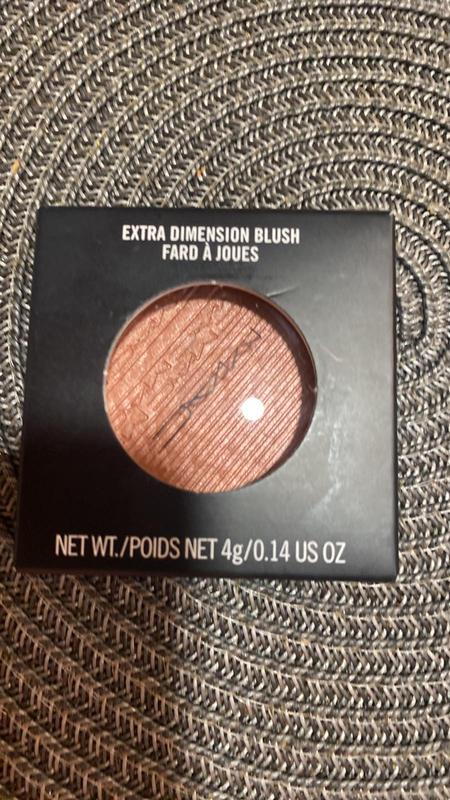 EXTRA DIMENSION BLUSH
FARD À JOUES
NET WT./POIDS NET 4g/0.14 US OZ